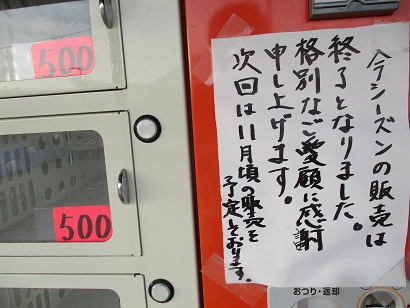 今シーズンの販売は
終了となりました。
格別なご愛顧に感謝
申し上げます。
次回は11月頃の販売を
予定しております。
500
500
おつり・返却